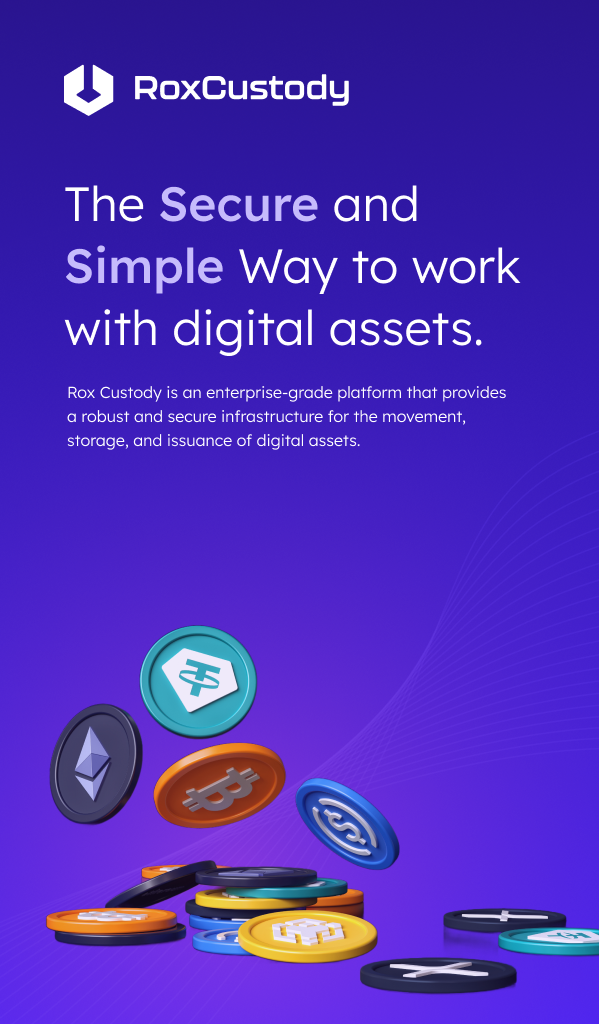 RoxCustody
The Secure and
Simple Way to work
with digital assets.
Rox Custody is an enterprise-grade platform that provides
a robust and secure infrastructure for the movement,
storage, and issuance of digital assets.